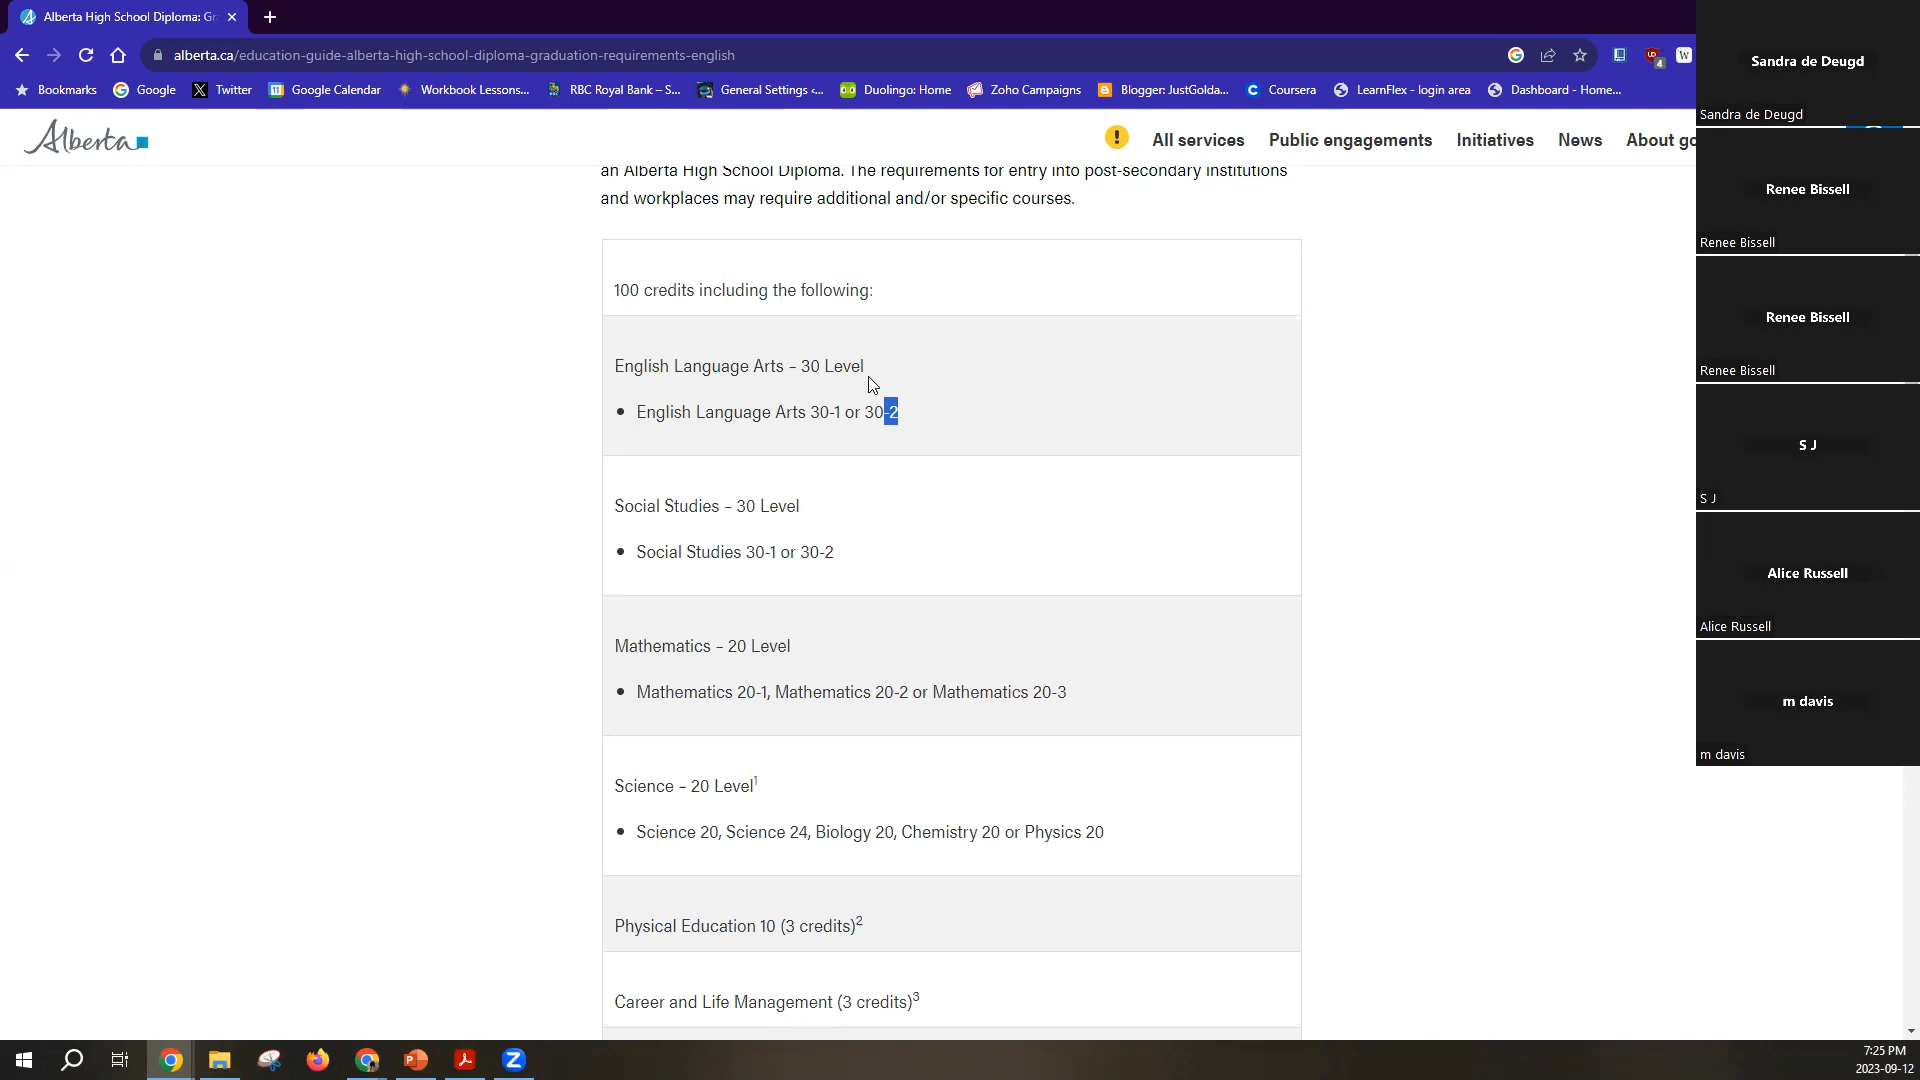 Alberta High School Diploma: Gr
alberta.ca/education-guide-alberta-high-school-diploma-graduation-requirements-english
4
W
Bookmarks
Google
Twitter
Google Calendar
Workbook Lessons...
RBC Royal Bank – S...
General Settings <...
Duolingo: Home
Zoho Campaigns
Blogger: JustGolda...
Coursera
LearnFlex - login area
Dashboard - Home...
Alberta
All services
Public engagements
Initiatives
News
About go
an Alberta High School Diploma. The requirements for entry into post-secondary institutions
and workplaces may require additional and/or specific courses.
100 credits including the following:
English Language Arts – 30 Level
• English Language Arts 30-1 or 30-2
Social Studies – 30 Level
• Social Studies 30-1 or 30-2
Mathematics – 20 Level
• Mathematics 20-1, Mathematics 20-2 or Mathematics 20-3
Science – 20 Level1
• Science 20, Science 24, Biology 20, Chemistry 20 or Physics 20
Physical Education 10 (3 credits)2
Career and Life Management (3 credits)3
Sandra de Deugd
Sandra de Deugd
Renee Bissell
Renee Bissell
Renee Bissell
Renee Bissell
S J
S J
Alice Russell
Alice Russell
m davis
m davis
7:25 PM
2023-09-12